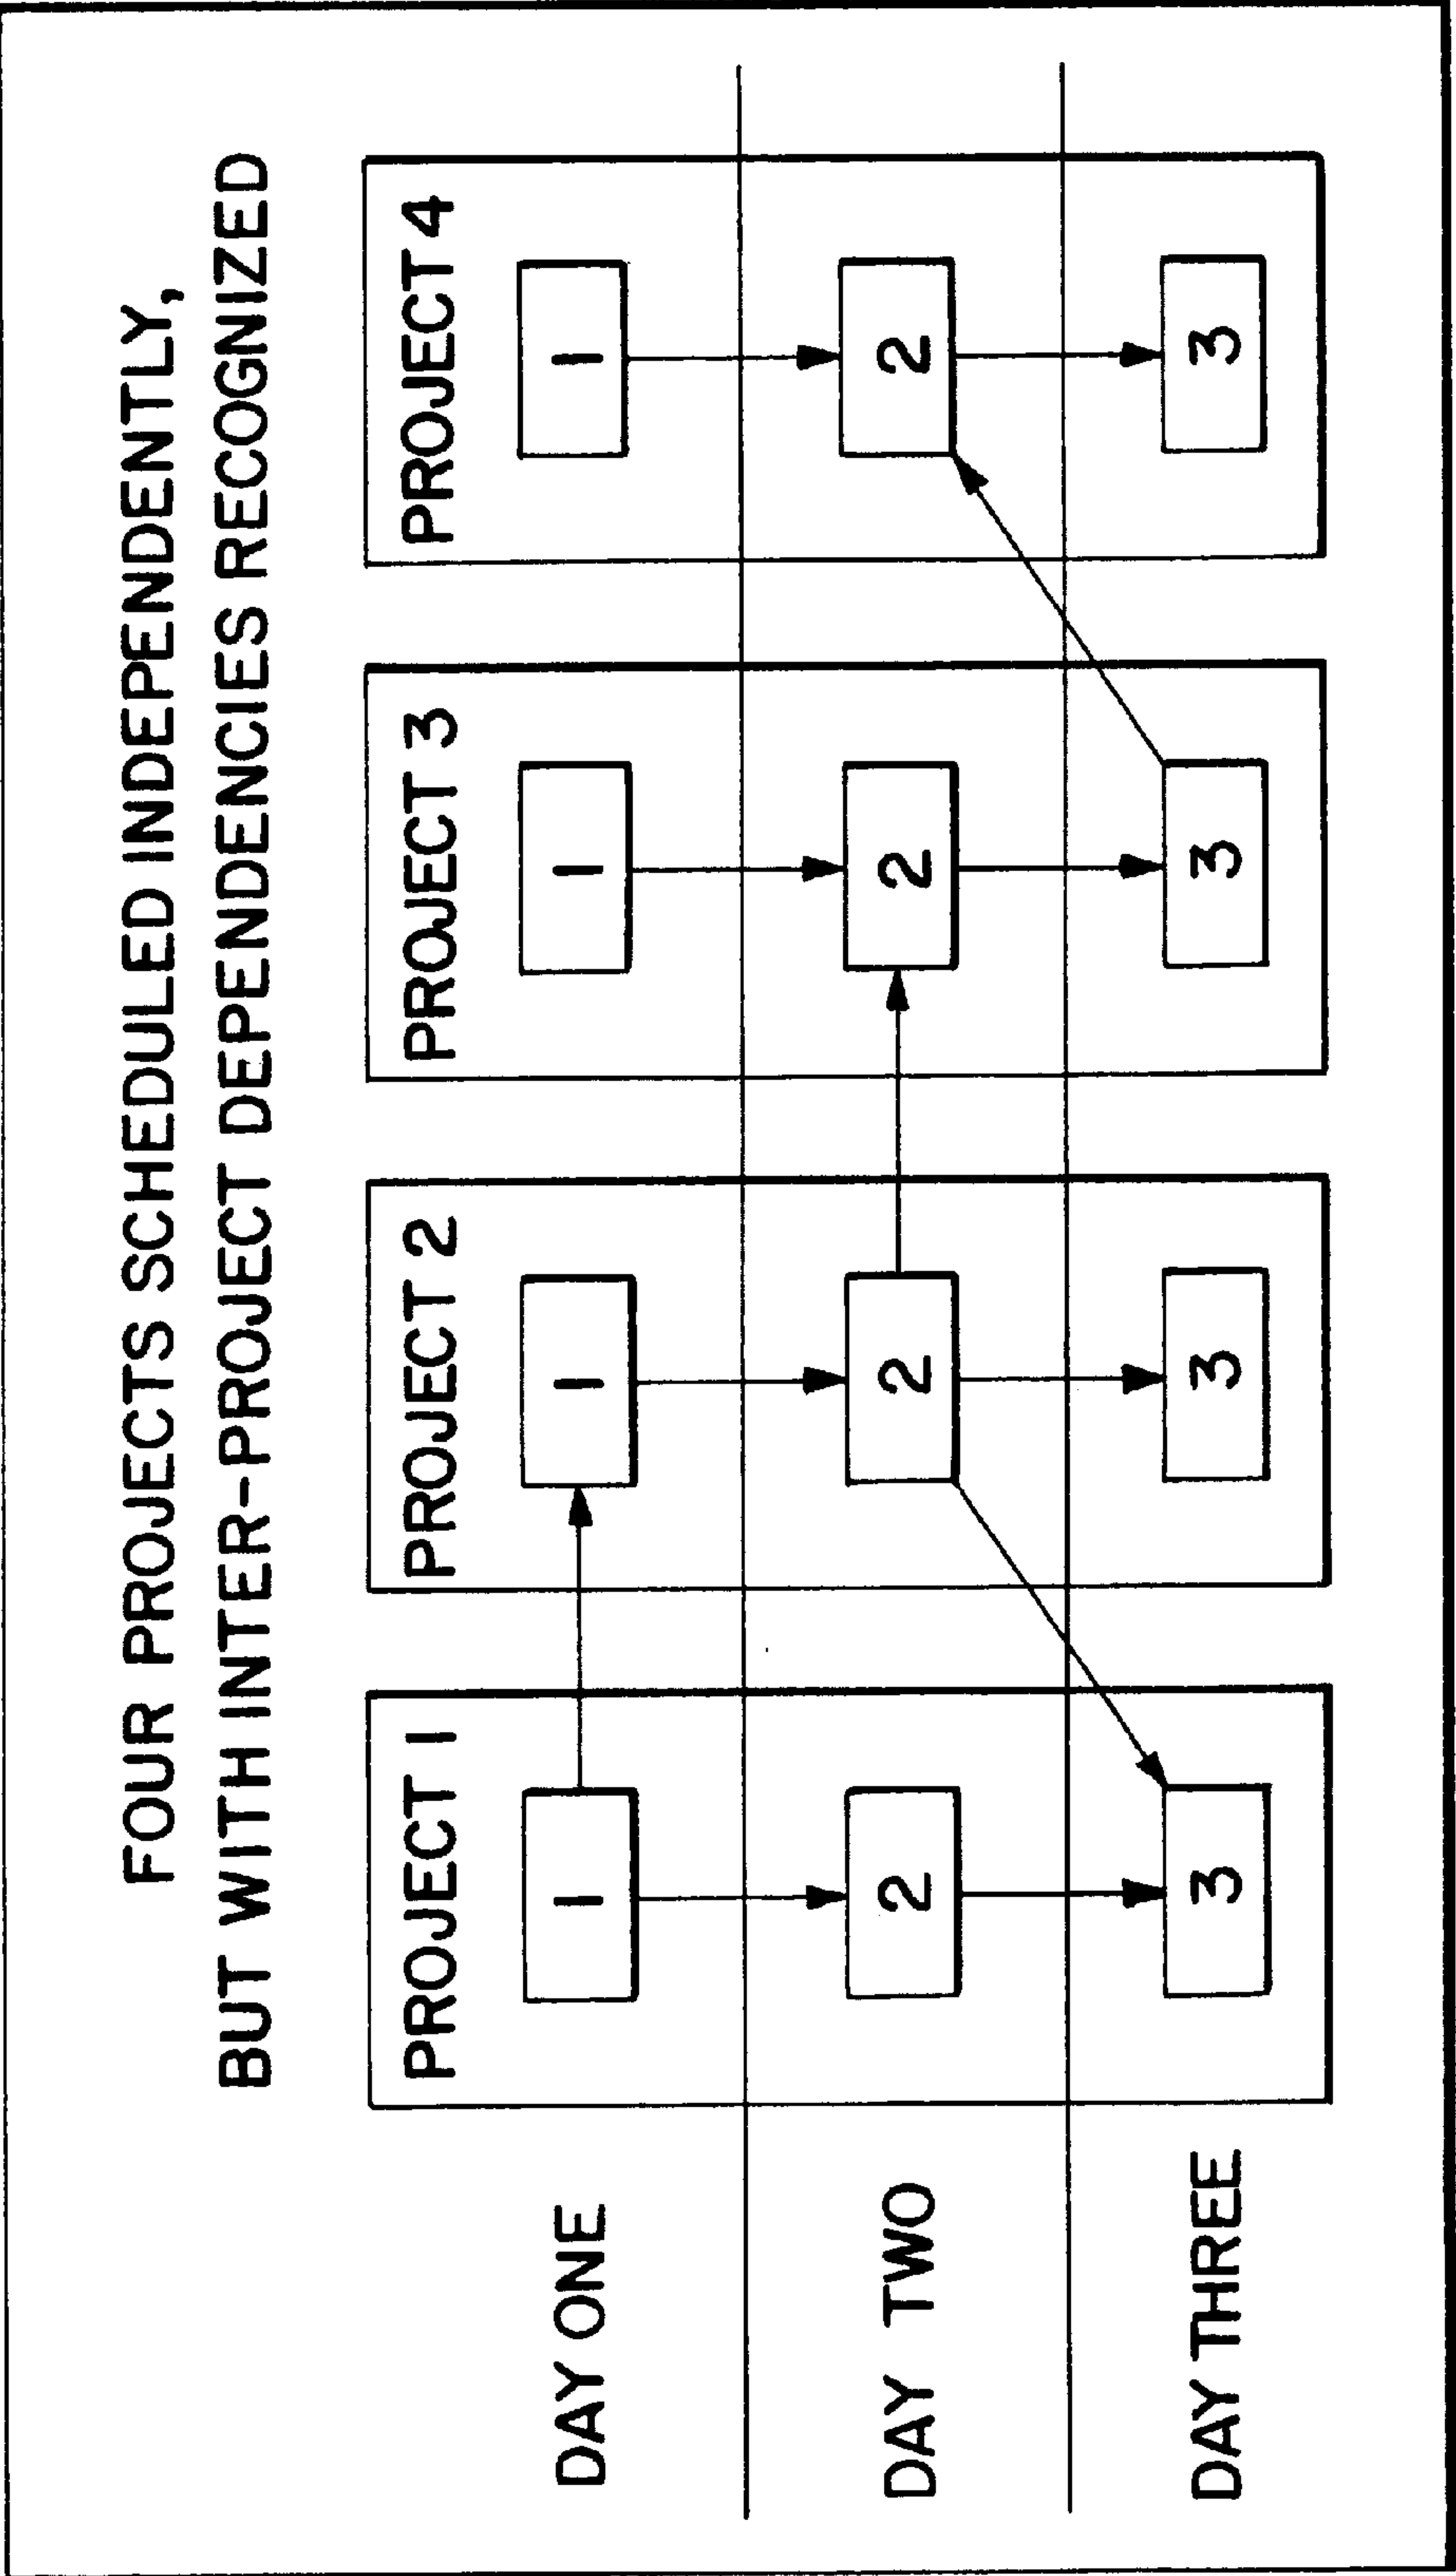 FOUR PROJECTS SCHEDULED INDEPENDENTLY,
BUT WITH INTER-PROJECT DEPENDENCIES RECOGNIZED
PROJECT 1 PROJECT 2 PROJECT 3 PROJECT 4
DAY ONE 1 1 1 1
DAY TWO 2 2 2 2
DAY THREE 3 3 3 3